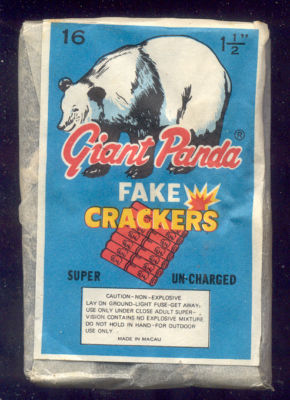 16
1 1/2"
Giant Panda ®
FAKE
CRACKERS
SUPER UN-CHARGED
CAUTION-NON-EXPLOSIVE
LAY ON GROUND-LIGHT FUSE-GET AWAY.
USE ONLY UNDER CLOSE ADULT SUPER-
VISION CONTAINS NO EXPLOSIVE MIXTURE
DO NOT HOLD IN HAND-FOR OUTDOOR
USE ONLY
MADE IN MACAU